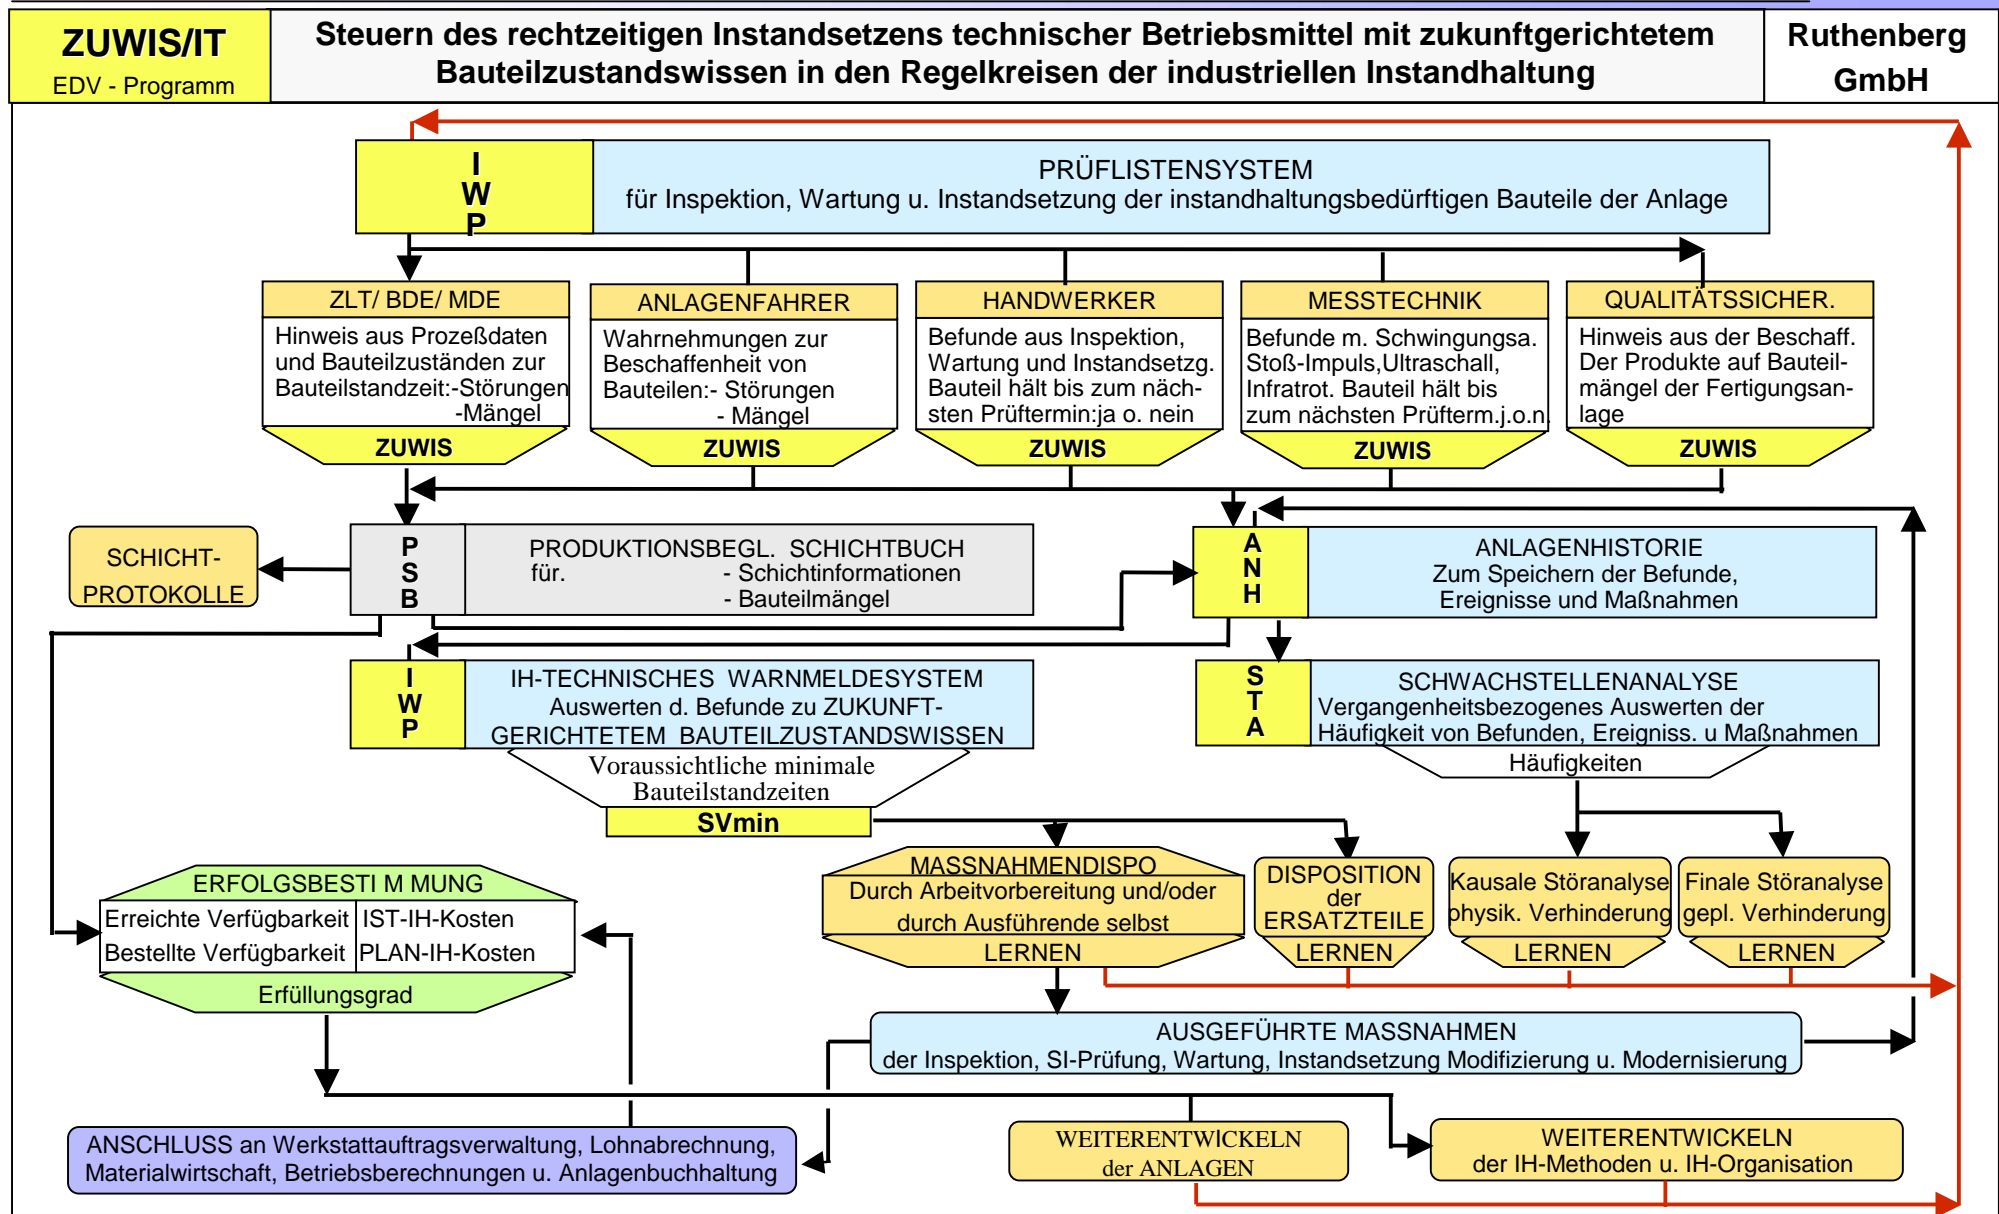 ZUWIS/IT
EDV - Programm
Steuern des rechtzeitigen Instandsetzens technischer Betriebsmittel mit zukunftgerichtetem
Bauteilzustandswissen in den Regelkreisen der industriellen Instandhaltung
Ruthenberg
GmbH
I
W
P
PRÜFLISTENSYSTEM
für Inspektion, Wartung u. Instandsetzung der instandhaltungsbedürftigen Bauteile der Anlage
ZLT/ BDE/ MDE
Hinweis aus Prozeßdaten
und Bauteilzuständen zur
Bauteilstandzeit:-Störungen
-Mängel
ZUWIS
ANLAGENFAHRER
Wahrnehmungen zur
Beschaffenheit von
Bauteilen:- Störungen
- Mängel
ZUWIS
HANDWERKER
Befunde aus Inspektion,
Wartung und Instandsetzg.
Bauteil hält bis zum näch-
sten Prüftermin:ja o. nein
ZUWIS
MESSTECHNIK
Befunde m. Schwingungsa.
Stoß-Impuls,Ultraschall,
Infratrot. Bauteil hält bis
zum nächsten Prüfterm.j.o.n.
ZUWIS
QUALITÄTSSICHER.
Hinweis aus der Beschaff.
Der Produkte auf Bauteil-
mängel der Fertigungsan-
lage
ZUWIS
SCHICHT-
PROTOKOLLE
P
S
B
PRODUKTIONSBEGL. SCHICHTBUCH
für. - Schichtinformationen
- Bauteilmängel
A
N
H
ANLAGENHISTORIE
Zum Speichern der Befunde,
Ereignisse und Maßnahmen
I
W
P
IH-TECHNISCHES WARNMELDESYSTEM
Auswerten d. Befunde zu ZUKUNFT-
GERICHTETEM BAUTEILZUSTANDSWISSEN
Voraussichtliche minimale
Bauteilstandzeiten
SVmin
S
T
A
SCHWACHSTELLENANALYSE
Vergangenheitsbezogenes Auswerten der
Häufigkeit von Befunden, Ereigniss. u Maßnahmen
Häufigkeiten
ERFOLGSBESTI M MUNG
Erreichte Verfügbarkeit IST-IH-Kosten
Bestellte Verfügbarkeit PLAN-IH-Kosten
Erfüllungsgrad
MASSNAHMENDISPO
Durch Arbeitvorbereitung und/oder
durch Ausführende selbst
LERNEN
DISPOSITION
der
ERSATZTEILE
LERNEN
Kausale Störanalyse
physik. Verhinderung
LERNEN
Finale Störanalyse
gepl. Verhinderung
LERNEN
AUSGEFÜHRTE MASSNAHMEN
der Inspektion, SI-Prüfung, Wartung, Instandsetzung Modifizierung u. Modernisierung
ANSCHLUSS an Werkstattauftragsverwaltung, Lohnabrechnung,
Materialwirtschaft, Betriebsberechnungen u. Anlagenbuchhaltung
WEITERENTWICKELN
der ANLAGEN
WEITERENTWICKELN
der IH-Methoden u. IH-Organisation